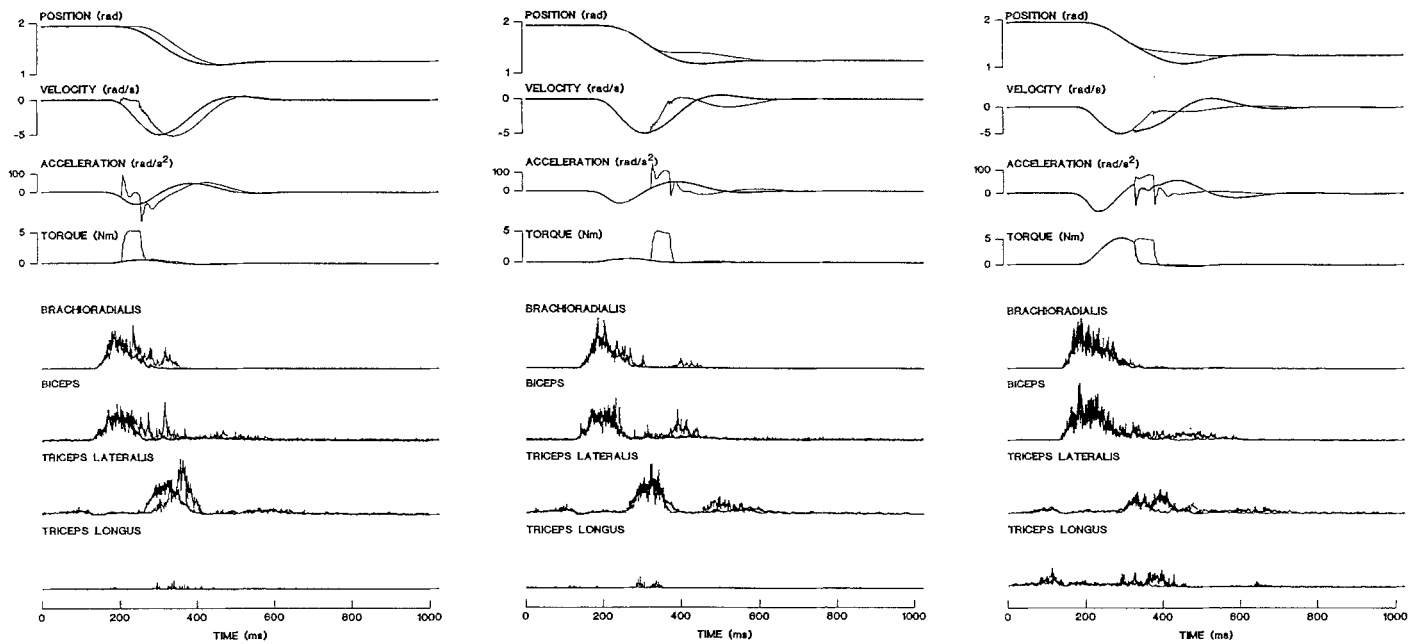 POSITION (rad)
2
1
VELOCITY (rad/s)
0
-5
ACCELERATION (rad/s²)
100
0
TORQUE (Nm)
5
0
BRACHIORADIALIS
BICEPS
TRICEPS LATERALIS
TRICEPS LONGUS
0 200 400 600 800 1000
TIME (ms)
POSITION (rad)
2
1
VELOCITY (rad/s)
0
-5
ACCELERATION (rad/s²)
100
0
TORQUE (Nm)
5
0
BRACHIORADIALIS
BICEPS
TRICEPS LATERALIS
TRICEPS LONGUS
0 200 400 600 800 1000
TIME (ms)
POSITION (rad)
2
1
VELOCITY (rad/s)
0
-5
ACCELERATION (rad/s²)
100
0
TORQUE (Nm)
5
0
BRACHIORADIALIS
BICEPS
TRICEPS LATERALIS
TRICEPS LONGUS
0 200 400 600 800 1000
TIME (ms)